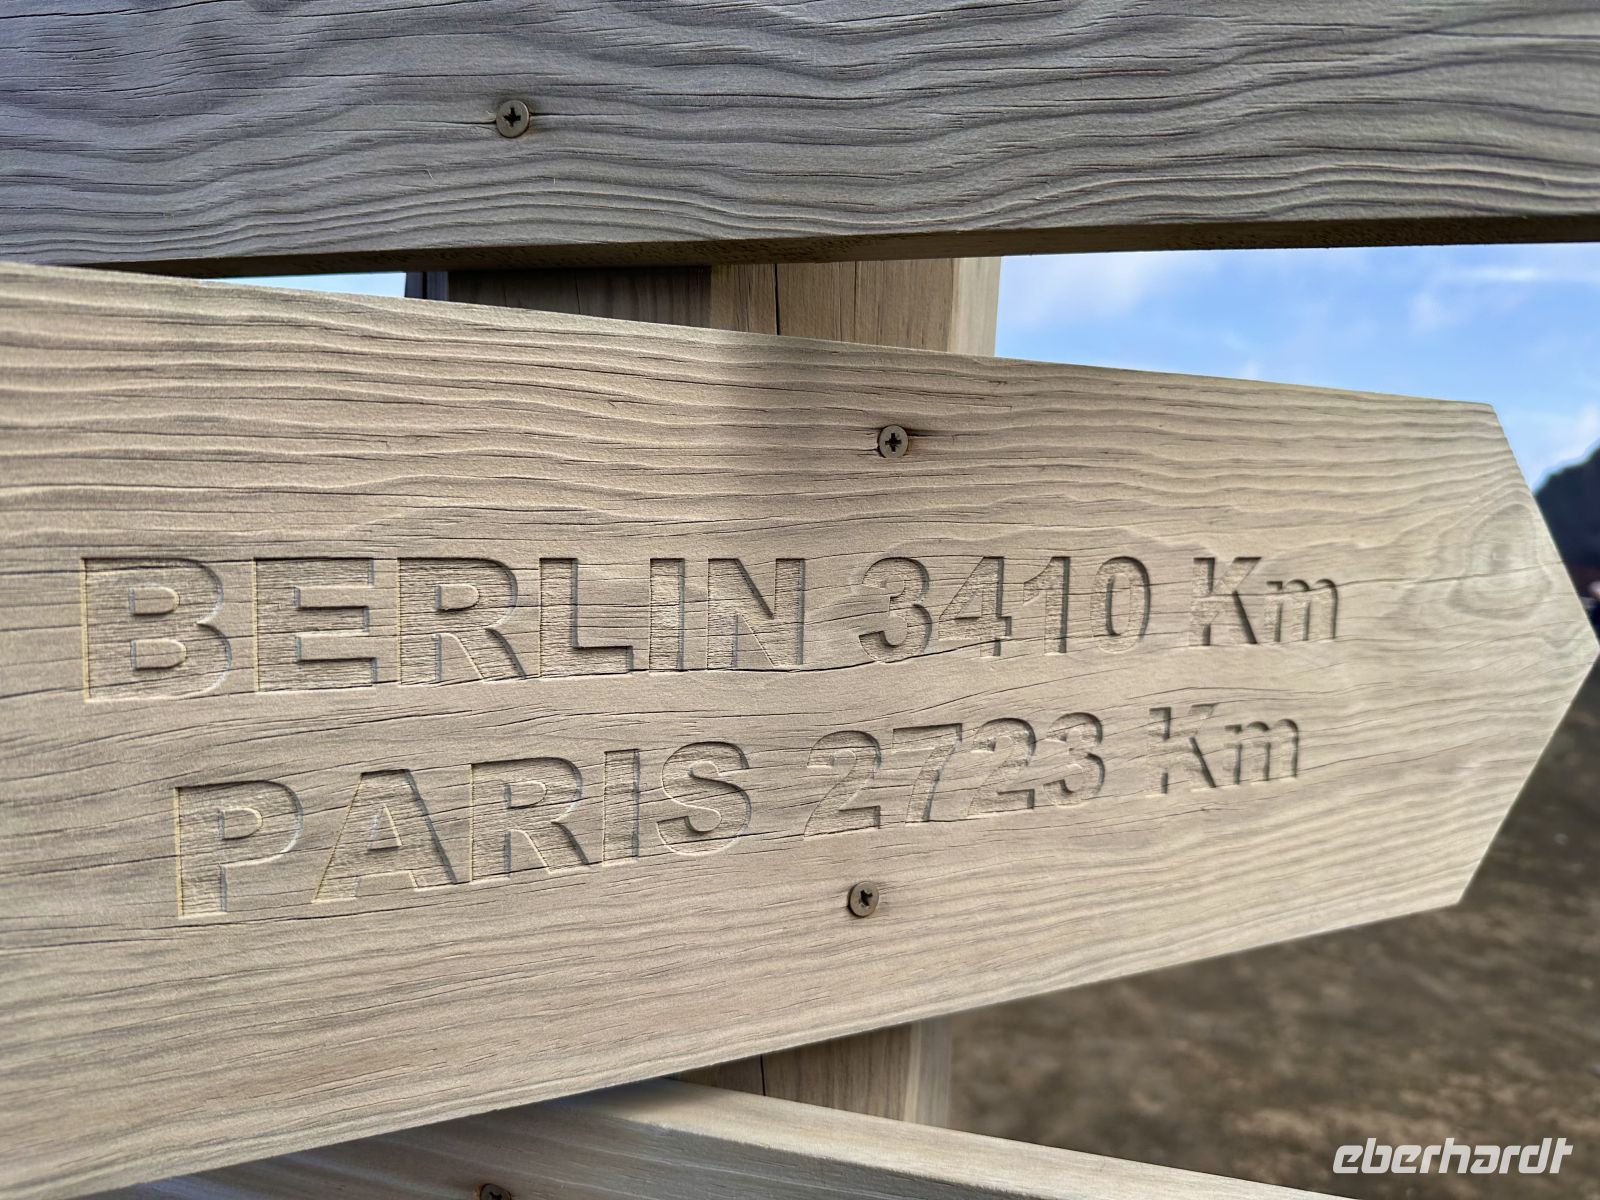 BERLIN 3410 Km
PARIS 2723 Km
eberhardt